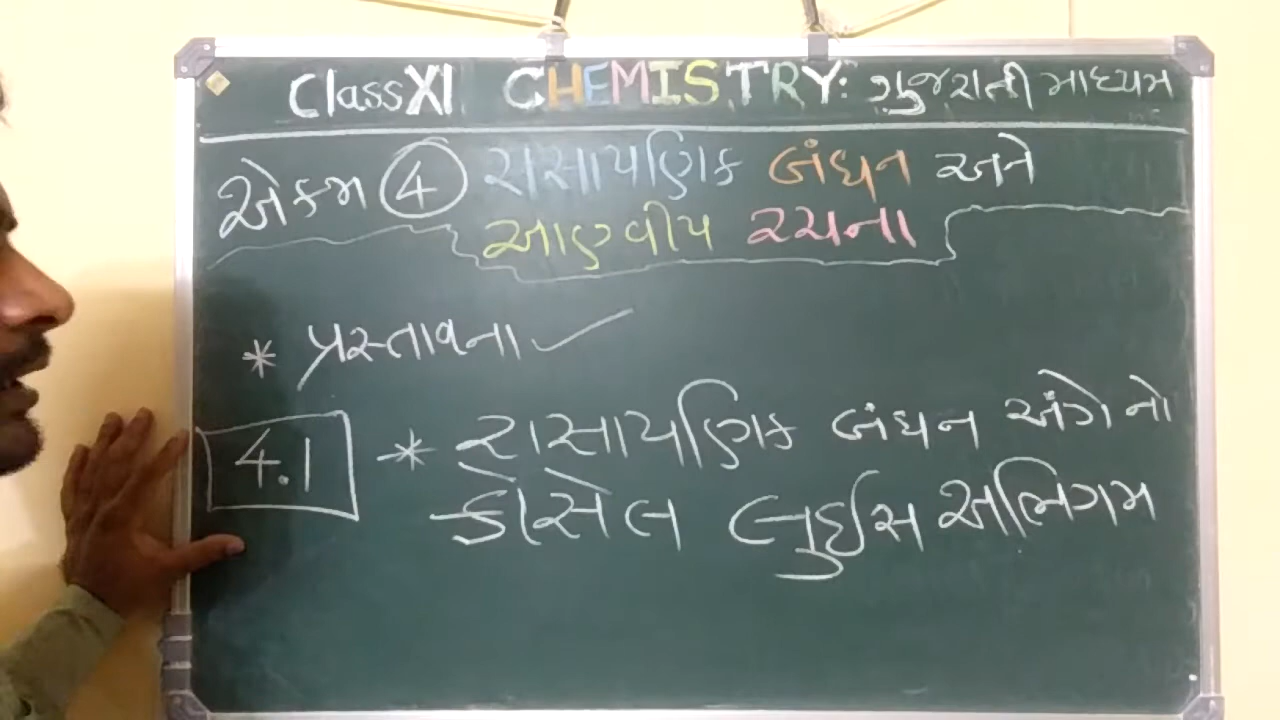 Class XI CHEMISTRY: ગુજરાતી માધ્યમ
એકમ 4 રાસાયણિક બંધન અને
આણ્વીય રચના
* પ્રસ્તાવના ✓
4.1 * રાસાયણિક બંધન અંગેનો
કોસેલ લુઈસ અભિગમ